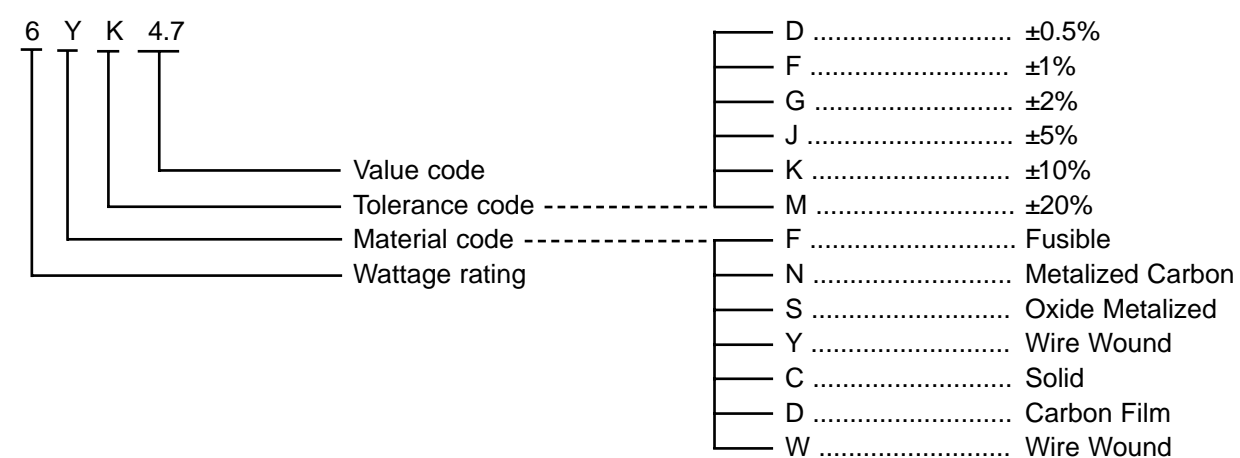 6 Y K 4.7
Value code
Tolerance code
Material code
Wattage rating
D ........................... ±0.5%
F ........................... ±1%
G ........................... ±2%
J ............................ ±5%
K ........................... ±10%
M ........................... ±20%
F ............................ Fusible
N ........................... Metalized Carbon
S ........................... Oxide Metalized
Y ........................... Wire Wound
C ........................... Solid
D ........................... Carbon Film
W .......................... Wire Wound